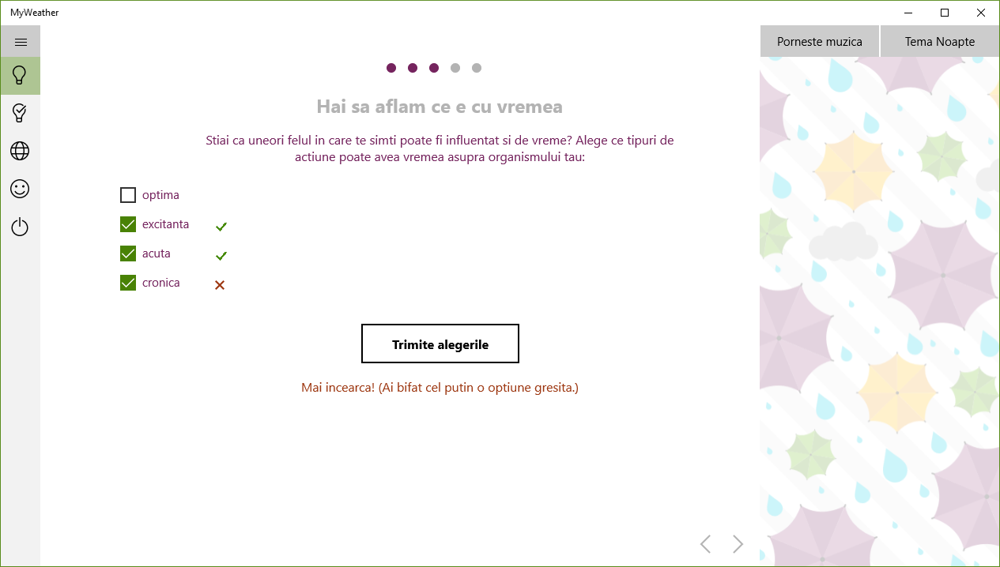 MyWeather
Porneste muzica
Tema Noapte
Hai sa aflam ce e cu vremea
Stiai ca uneori felul in care te simti poate fi influentat si de vreme? Alege ce tipuri de
actiune poate avea vremea asupra organismului tau:
optima
excitanta
acuta
cronica
Trimite alegerile
Mai incearca! (Ai bifat cel putin o optiune gresita.)